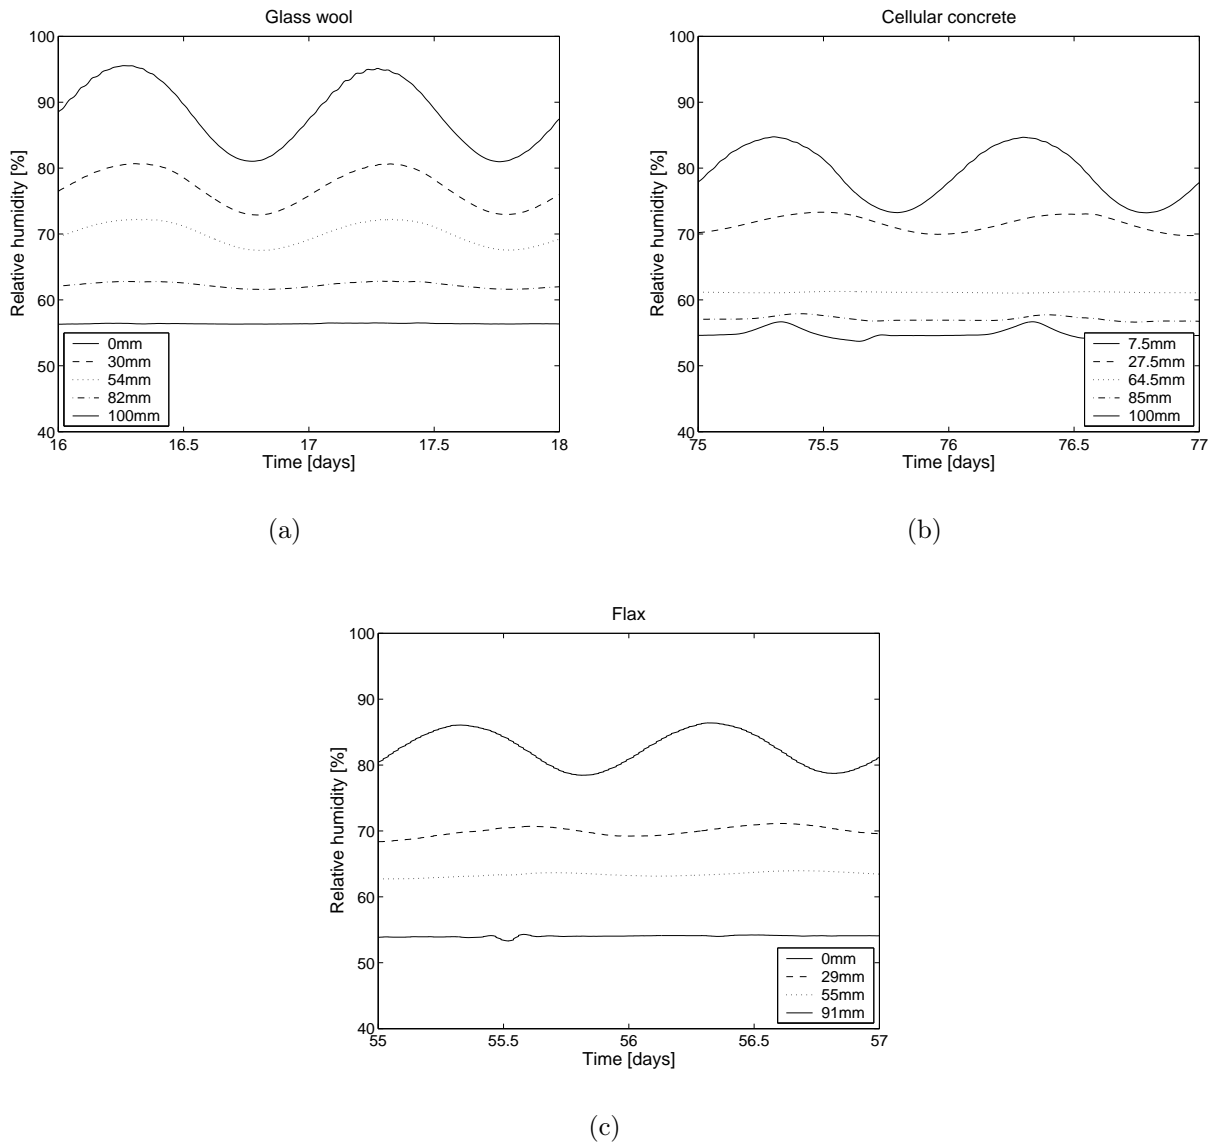 Glass wool
100
90
80
70
60
50
40
Relative humidity [%]
0mm
30mm
54mm
82mm
100mm
16 16.5 17 17.5 18
Time [days]
(a)
Cellular concrete
100
90
80
70
60
50
40
Relative humidity [%]
7.5mm
27.5mm
64.5mm
85mm
100mm
75 75.5 76 76.5 77
Time [days]
(b)
Flax
100
90
80
70
60
50
40
Relative humidity [%]
0mm
29mm
55mm
91mm
55 55.5 56 56.5 57
Time [days]
(c)